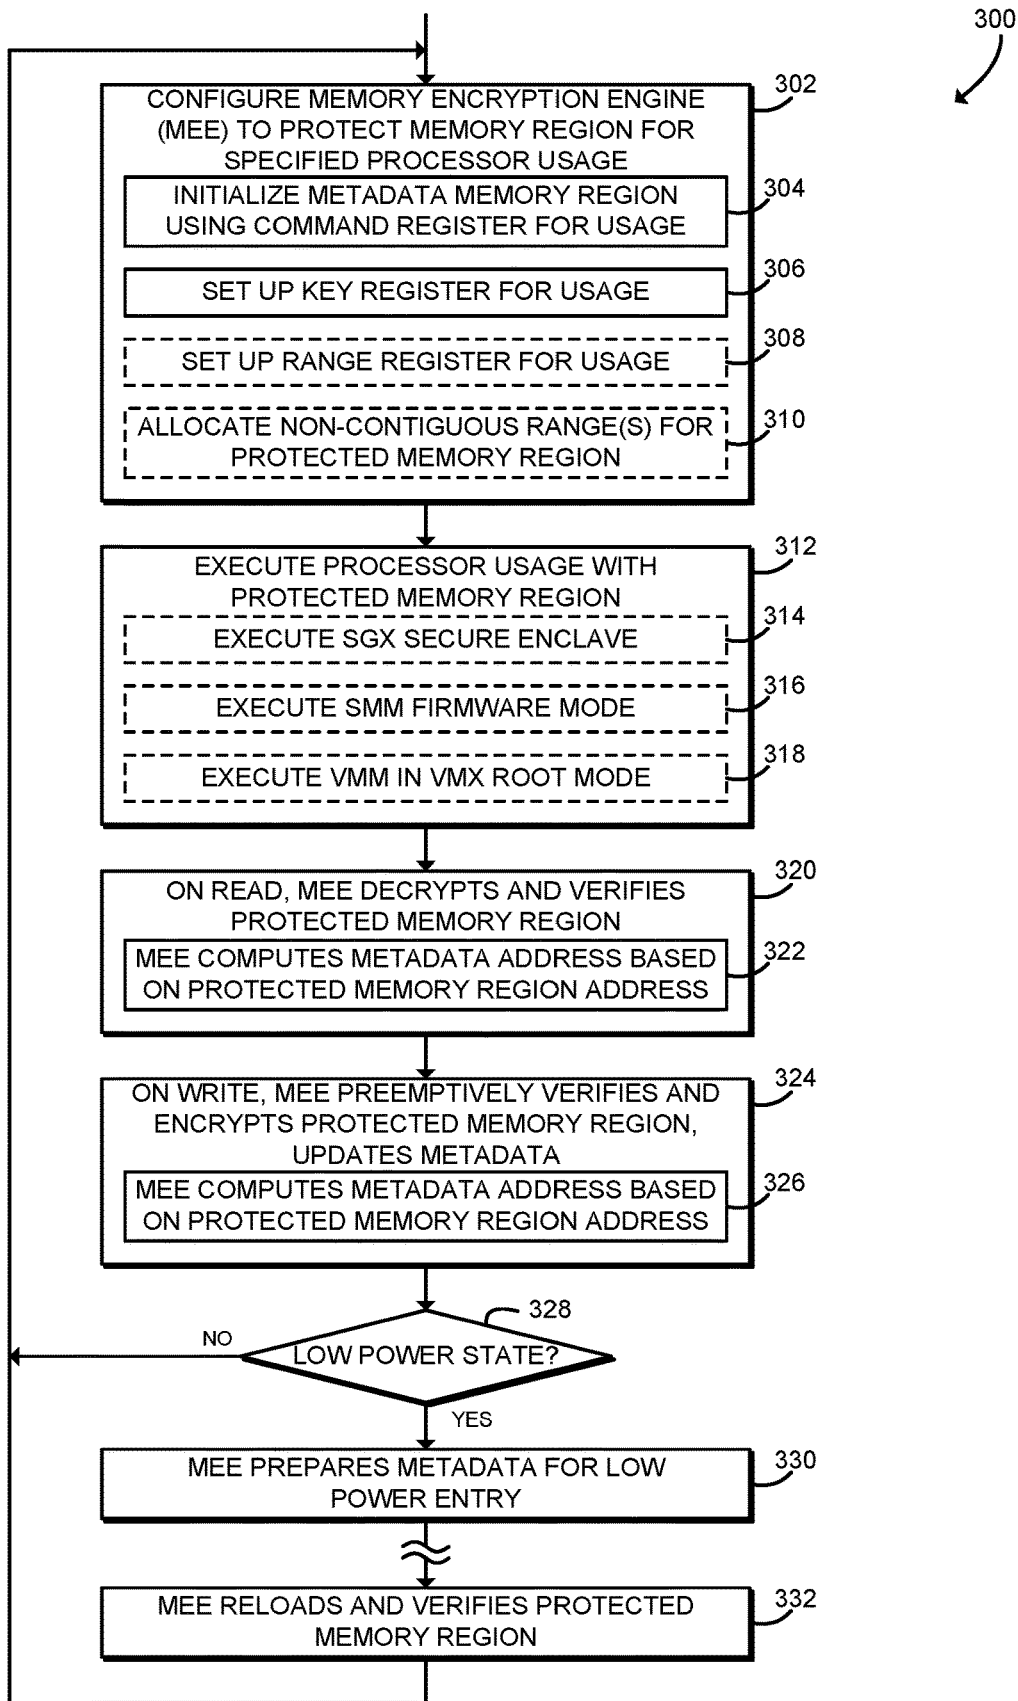 300
302
CONFIGURE MEMORY ENCRYPTION ENGINE
(MEE) TO PROTECT MEMORY REGION FOR
SPECIFIED PROCESSOR USAGE
304
INITIALIZE METADATA MEMORY REGION
USING COMMAND REGISTER FOR USAGE
306
SET UP KEY REGISTER FOR USAGE
308
SET UP RANGE REGISTER FOR USAGE
310
ALLOCATE NON-CONTIGUOUS RANGE(S) FOR
PROTECTED MEMORY REGION
312
EXECUTE PROCESSOR USAGE WITH
PROTECTED MEMORY REGION
314
EXECUTE SGX SECURE ENCLAVE
316
EXECUTE SMM FIRMWARE MODE
318
EXECUTE VMM IN VMX ROOT MODE
320
ON READ, MEE DECRYPTS AND VERIFIES
PROTECTED MEMORY REGION
322
MEE COMPUTES METADATA ADDRESS BASED
ON PROTECTED MEMORY REGION ADDRESS
324
ON WRITE, MEE PREEMPTIVELY VERIFIES AND
ENCRYPTS PROTECTED MEMORY REGION,
UPDATES METADATA
326
MEE COMPUTES METADATA ADDRESS BASED
ON PROTECTED MEMORY REGION ADDRESS
328
NO
LOW POWER STATE?
YES
330
MEE PREPARES METADATA FOR LOW
POWER ENTRY
332
MEE RELOADS AND VERIFIES PROTECTED
MEMORY REGION